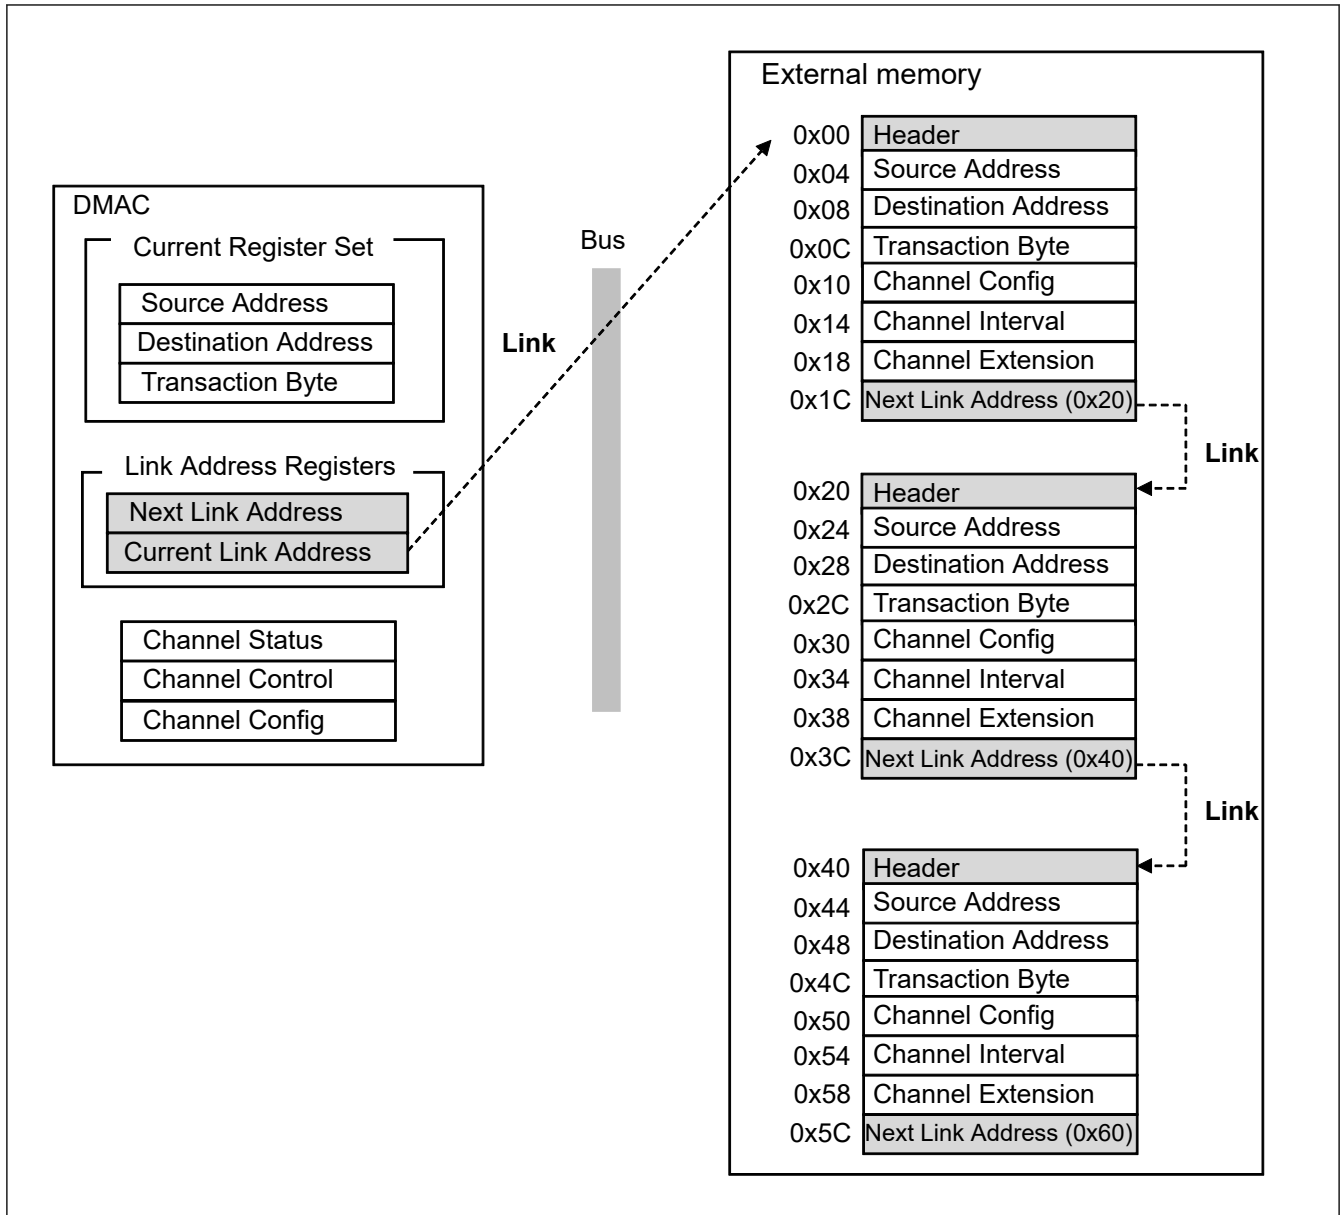 DMAC
Current Register Set
Source Address
Destination Address
Transaction Byte
Link Address Registers
Next Link Address
Current Link Address
Channel Status
Channel Control
Channel Config
Link
Bus
External memory
0x00 Header
0x04 Source Address
0x08 Destination Address
0x0C Transaction Byte
0x10 Channel Config
0x14 Channel Interval
0x18 Channel Extension
0x1C Next Link Address (0x20)
Link
0x20 Header
0x24 Source Address
0x28 Destination Address
0x2C Transaction Byte
0x30 Channel Config
0x34 Channel Interval
0x38 Channel Extension
0x3C Next Link Address (0x40)
Link
0x40 Header
0x44 Source Address
0x48 Destination Address
0x4C Transaction Byte
0x50 Channel Config
0x54 Channel Interval
0x58 Channel Extension
0x5C Next Link Address (0x60)